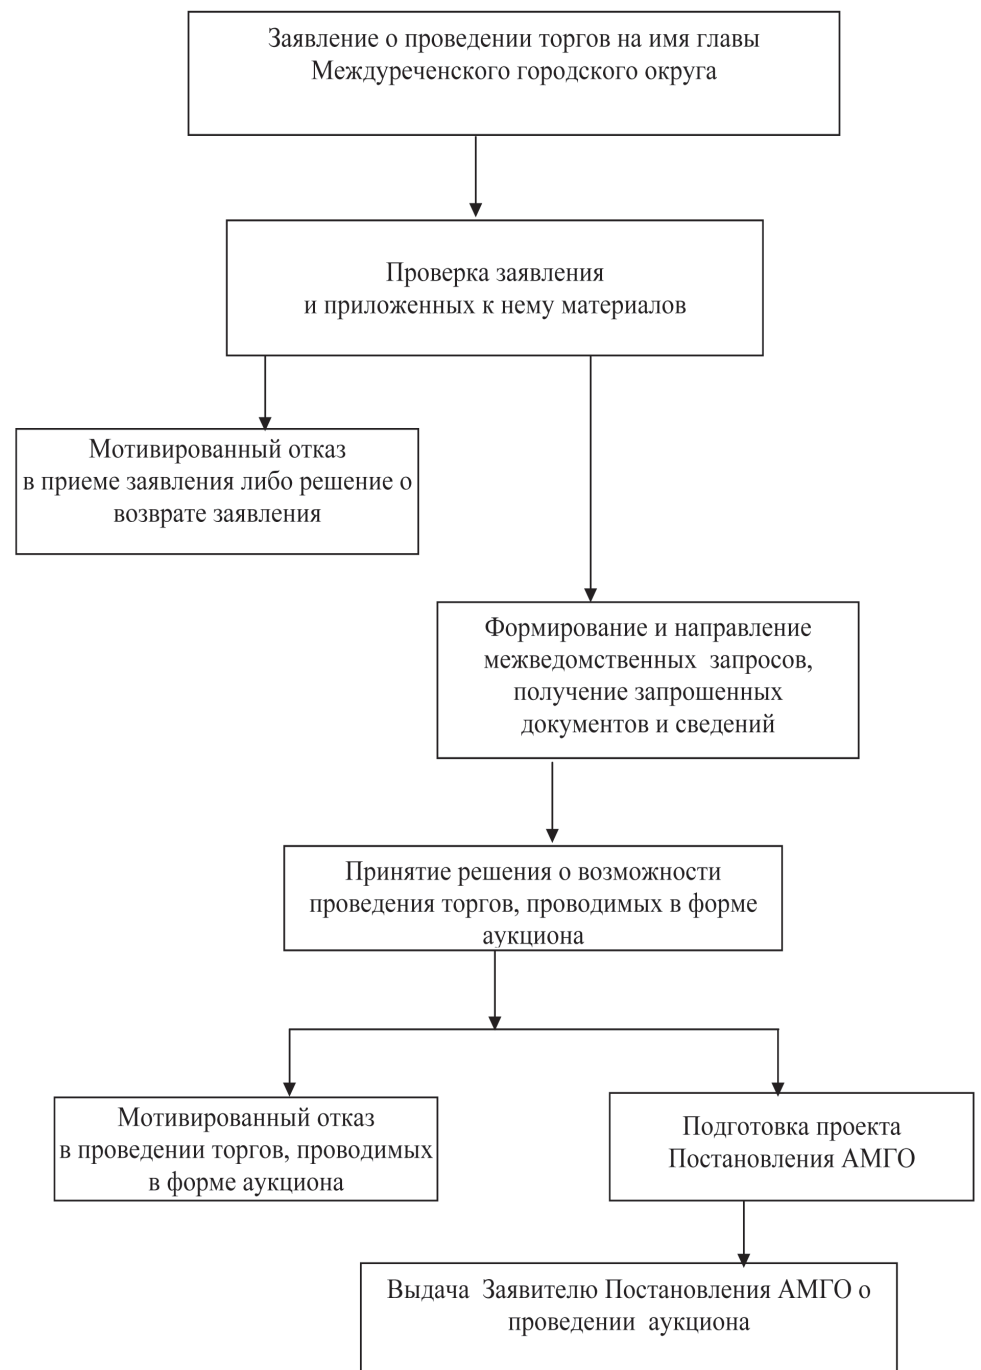 Заявление о проведении торгов на имя главы
Междуреченского городского округа
Проверка заявления
и приложенных к нему материалов
Мотивированный отказ
в приеме заявления либо решение о
возврате заявления
Формирование и направление
межведомственных запросов,
получение запрошенных
документов и сведений
Принятие решения о возможности
проведения торгов, проводимых в форме
аукциона
Мотивированный отказ
в проведении торгов, проводимых
в форме аукциона
Подготовка проекта
Постановления АМГО
Выдача Заявителю Постановления АМГО о
проведении аукциона